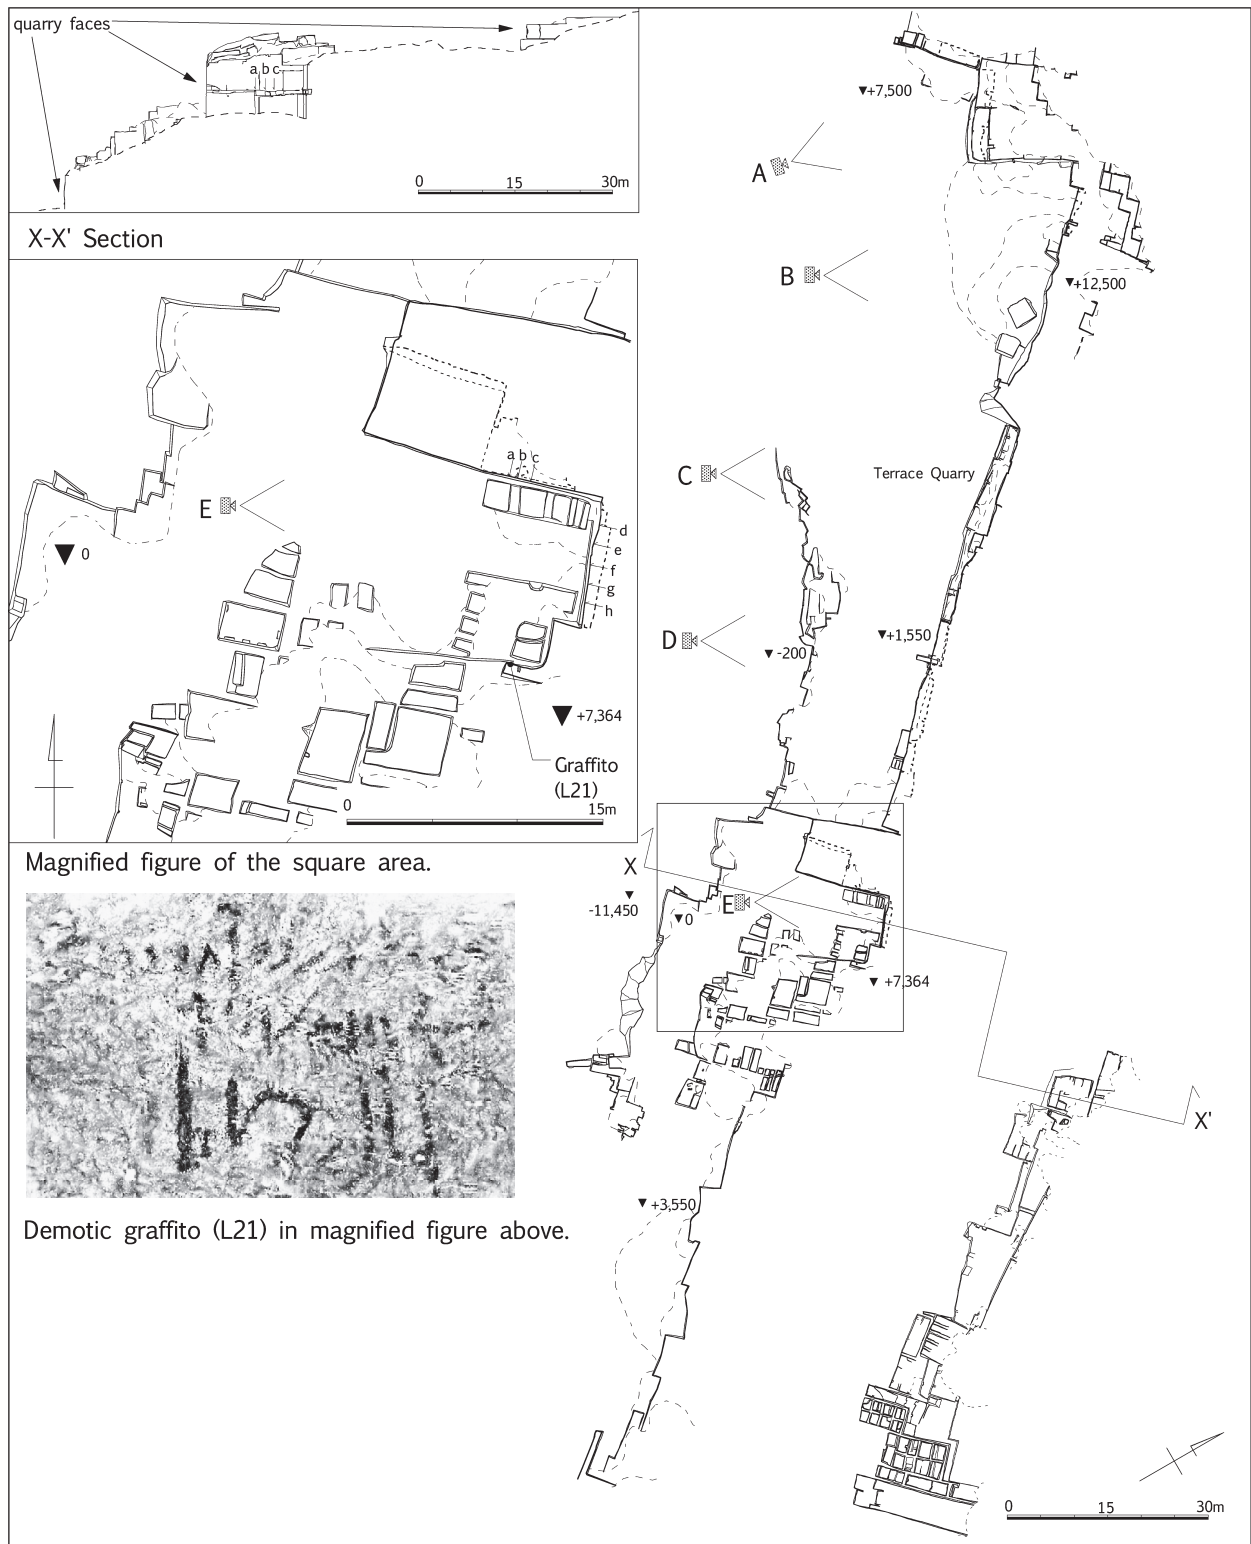 quarry faces
a b c
0 15 30m
X-X' Section
E
0
a b c
d
e
f
g
h
+7,364
Graffito
(L21)
0 15m
Magnified figure of the square area.
Demotic graffito (L21) in magnified figure above.
+7,500
A
B
+12,500
C
Terrace Quarry
D
-200
+1,550
X
-11,450
0
E
+7,364
X'
+3,550
0 15 30m